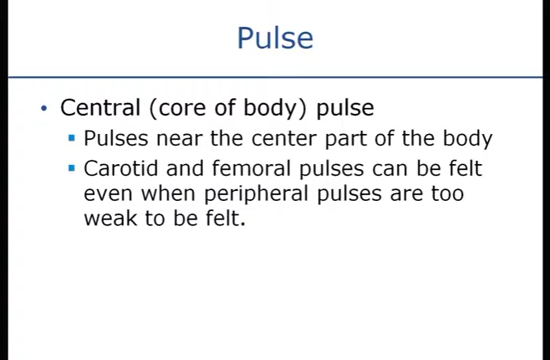 Pulse
• Central (core of body) pulse
▪ Pulses near the center part of the body
▪ Carotid and femoral pulses can be felt
even when peripheral pulses are too
weak to be felt.